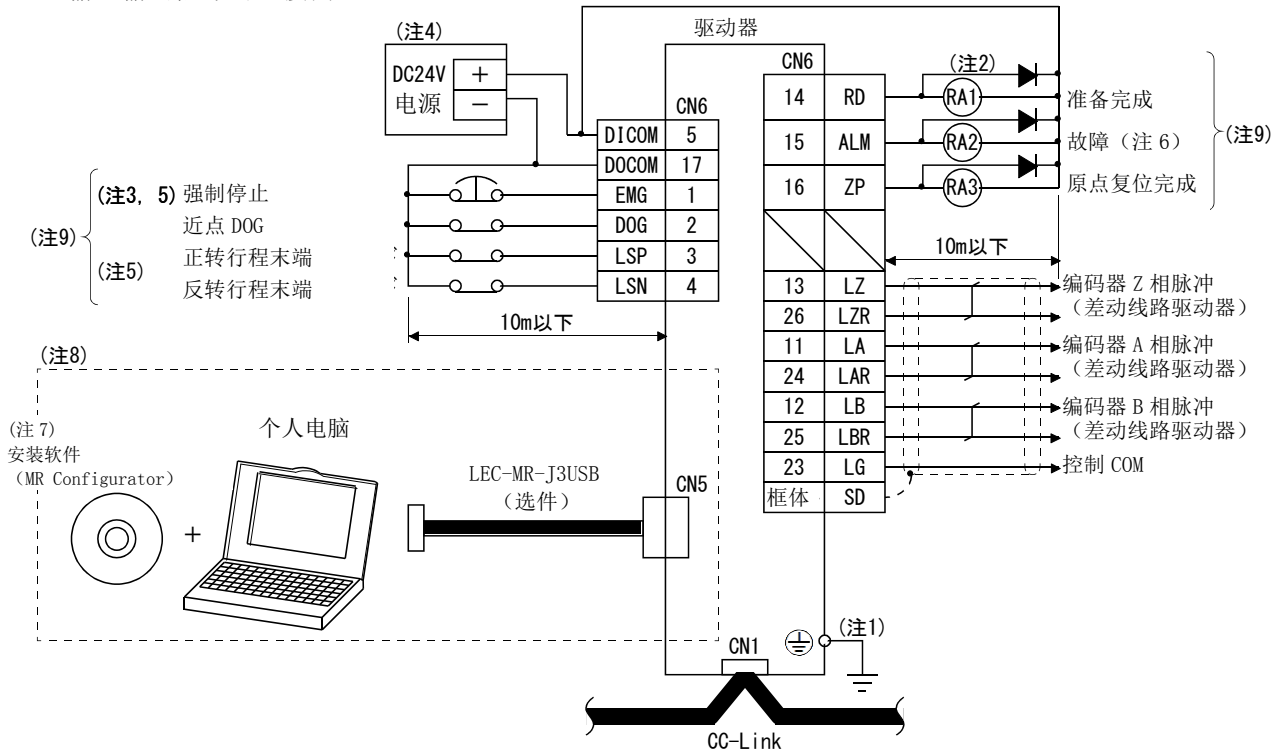 驱动器
(注4)
DC24V
电源
+
−
CN6
DICOM 5
DOCOM 17
EMG 1
DOG 2
LSP 3
LSN 4
(注9)
(注3, 5) 强制停止
近点 DOG
(注5)
正转行程末端
反转行程末端
10m以下
CN6
14 RD
15 ALM
16 ZP
13 LZ
26 LZR
11 LA
24 LAR
12 LB
25 LBR
23 LG
框体 SD
(注2)
RA1
RA2
RA3
准备完成
故障（注 6）
原点复位完成
(注9)
10m以下
编码器 Z 相脉冲
（差动线路驱动器）
编码器 A 相脉冲
（差动线路驱动器）
编码器 B 相脉冲
（差动线路驱动器）
控制 COM
(注8)
(注 7)
安装软件
（MR Configurator）
+
个人电脑
LEC-MR-J3USB
（选件）
CN5
(注1)
CN1
CC-Link